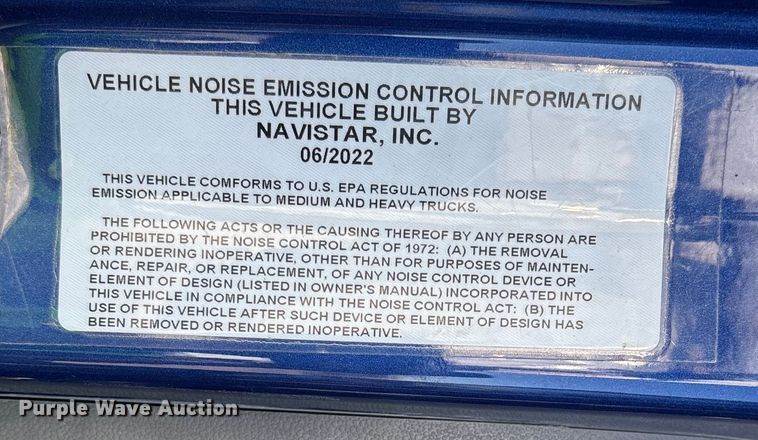 VEHICLE NOISE EMISSION CONTROL INFORMATION
THIS VEHICLE BUILT BY
NAVISTAR, INC.
06/2022
THIS VEHICLE COMFORMS TO U.S. EPA REGULATIONS FOR NOISE
EMISSION APPLICABLE TO MEDIUM AND HEAVY TRUCKS.
THE FOLLOWING ACTS OR THE CAUSING THEREOF BY ANY PERSON ARE
PROHIBITED BY THE NOISE CONTROL ACT OF 1972: (A) THE REMOVAL
OR RENDERING INOPERATIVE, OTHER THAN FOR PURPOSES OF MAINTEN-
ANCE, REPAIR, OR REPLACEMENT, OF ANY NOISE CONTROL DEVICE OR
ELEMENT OF DESIGN (LISTED IN OWNER'S MANUAL) INCORPORATED INTO
THIS VEHICLE IN COMPLIANCE WITH THE NOISE CONTROL ACT: (B) THE
USE OF THIS VEHICLE AFTER SUCH DEVICE OR ELEMENT OF DESIGN HAS
BEEN REMOVED OR RENDERED INOPERATIVE.
Purple Wave Auction